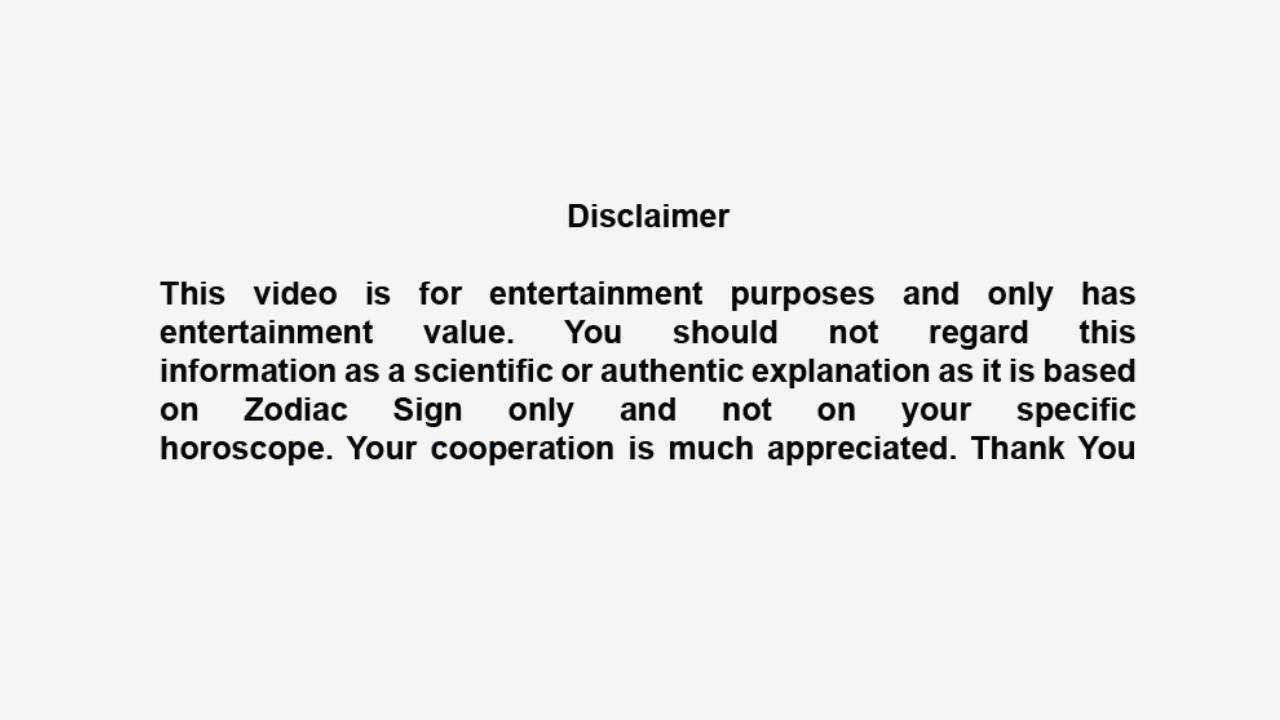 Disclaimer
This video is for entertainment purposes and only has
entertainment value. You should not regard this
information as a scientific or authentic explanation as it is based
on Zodiac Sign only and not on your specific
horoscope. Your cooperation is much appreciated. Thank You